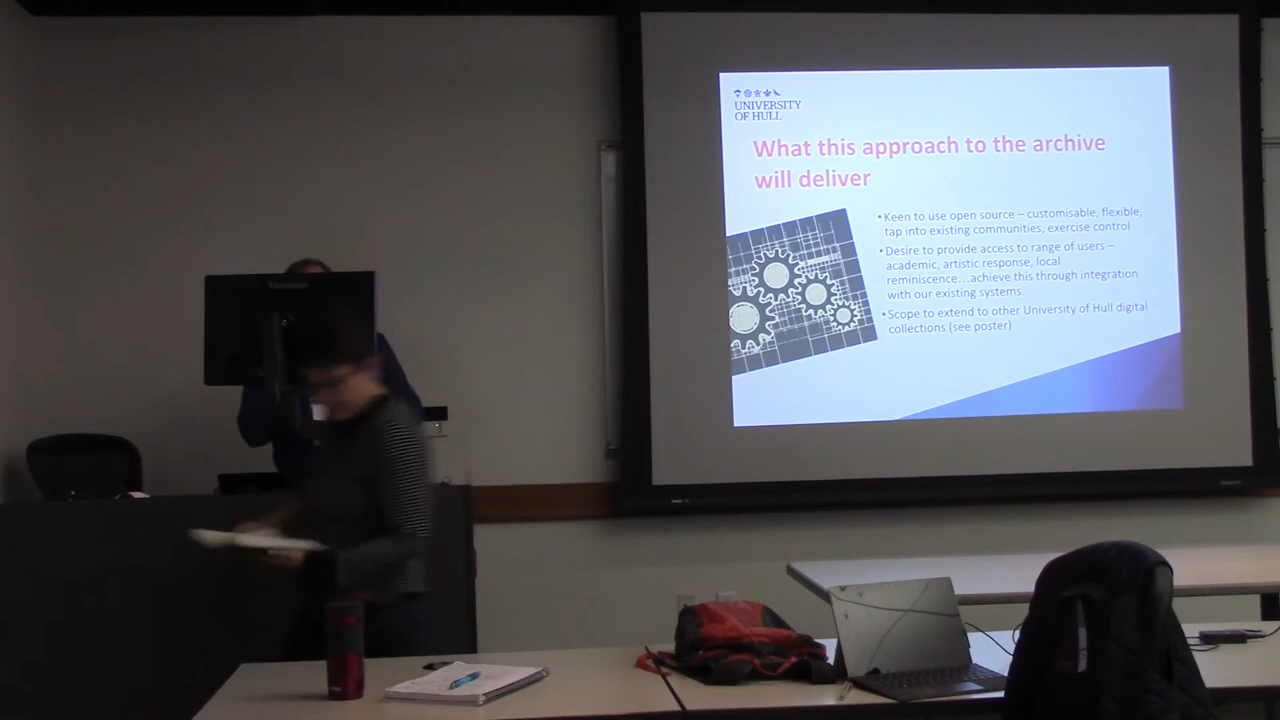 UNIVERSITY
OF HULL
What this approach to the archive
will deliver
• Keen to use open source – customisable, flexible,
tap into existing communities, exercise control
• Desire to provide access to range of users –
academic, artistic response, local
reminiscence...achieve this through integration
with our existing systems
• Scope to extend to other University of Hull digital
collections (see poster)
ViewSonic